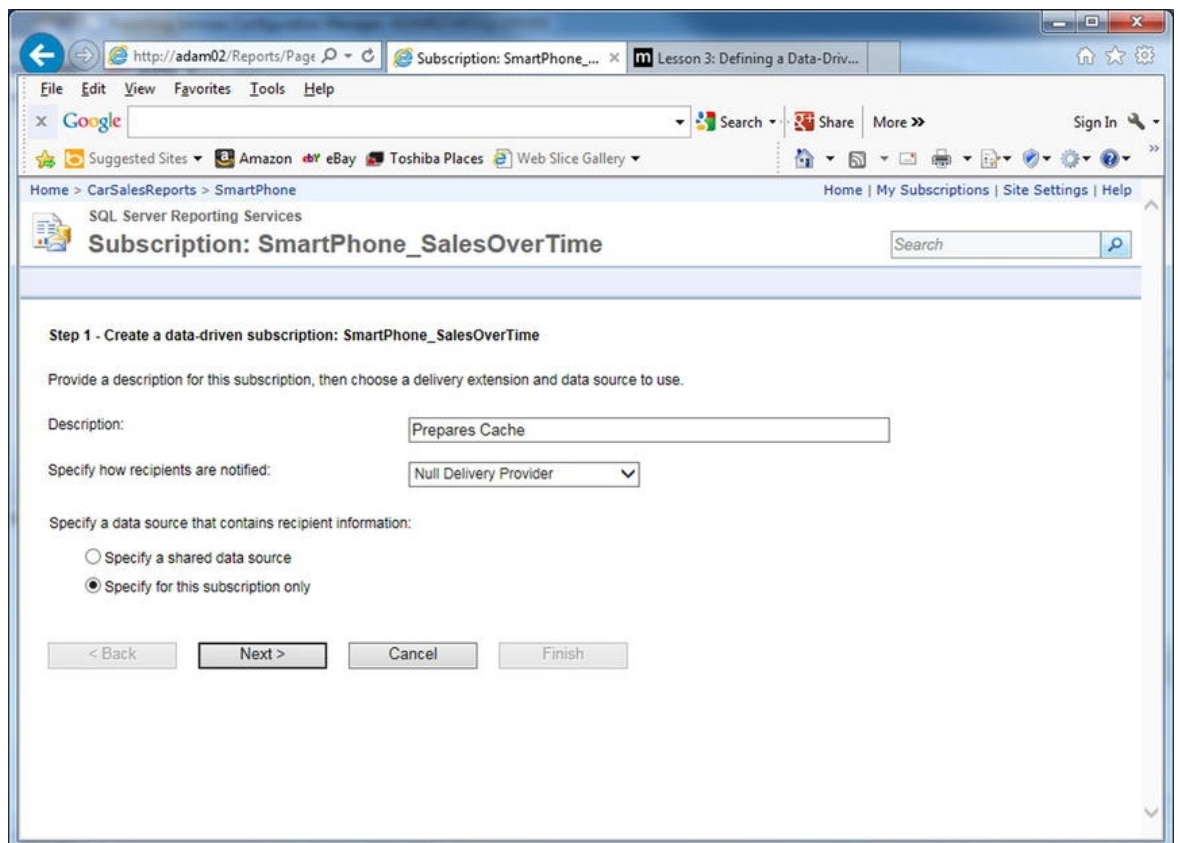 http://adam02/Reports/Page
Subscription: SmartPhone_...
Lesson 3: Defining a Data-Driv...
File Edit View Favorites Tools Help
x Google Search Share More » Sign In
Suggested Sites Amazon ebY eBay Toshiba Places Web Slice Gallery »
Home > CarSalesReports > SmartPhone Home | My Subscriptions | Site Settings | Help
SQL Server Reporting Services
Subscription: SmartPhone_SalesOverTime
Search
Step 1 - Create a data-driven subscription: SmartPhone_SalesOverTime
Provide a description for this subscription, then choose a delivery extension and data source to use.
Description: Prepares Cache
Specify how recipients are notified: Null Delivery Provider
Specify a data source that contains recipient information:
Specify a shared data source
Specify for this subscription only
< Back Next > Cancel Finish